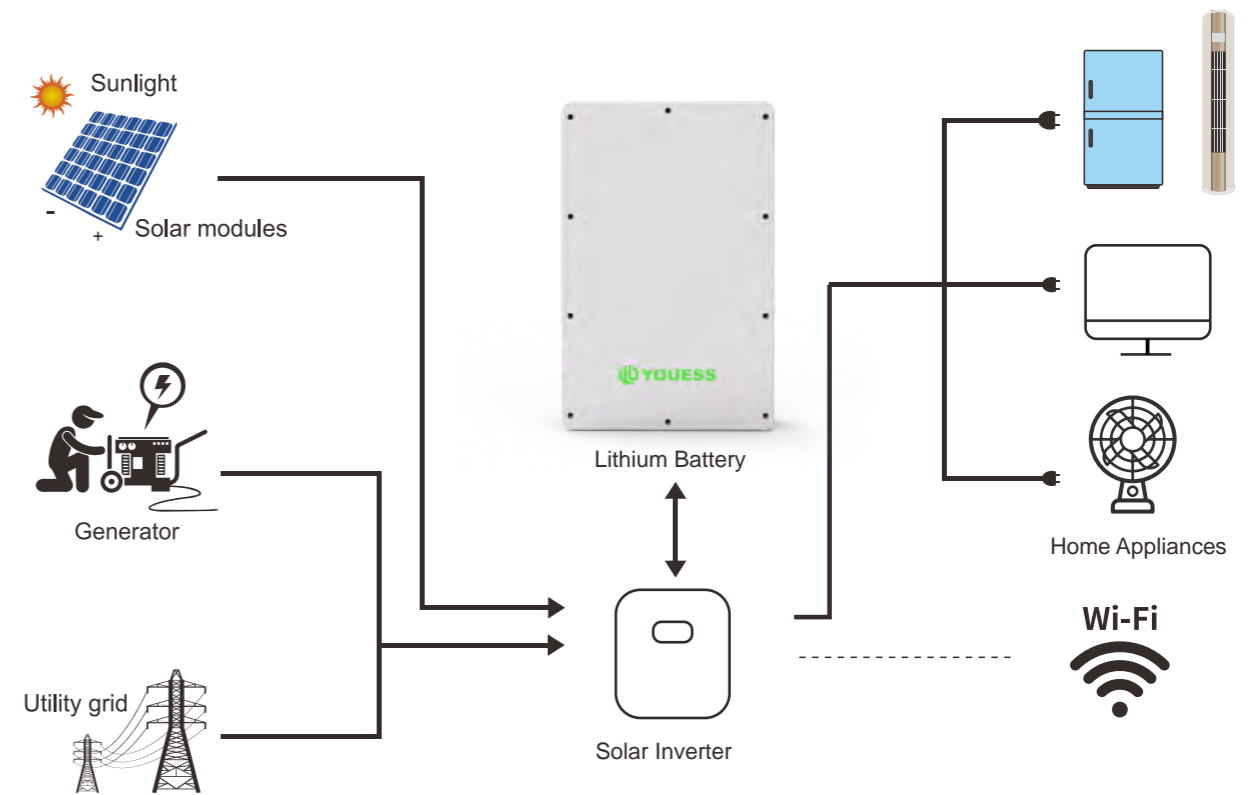 Sunlight
-
+
Solar modules
YOUESS
Lithium Battery
Generator
Home Appliances
Wi-Fi
Utility grid
Solar Inverter